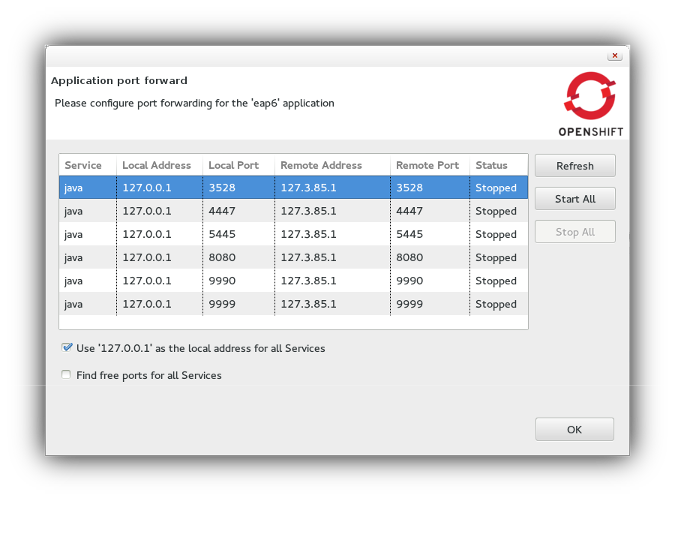 Application port forward
Please configure port forwarding for the 'eap6' application
OPENSHIFT
Service Local Address Local Port Remote Address Remote Port Status
java 127.0.0.1 3528 127.3.85.1 3528 Stopped
java 127.0.0.1 4447 127.3.85.1 4447 Stopped
java 127.0.0.1 5445 127.3.85.1 5445 Stopped
java 127.0.0.1 8080 127.3.85.1 8080 Stopped
java 127.0.0.1 9990 127.3.85.1 9990 Stopped
java 127.0.0.1 9999 127.3.85.1 9999 Stopped
Refresh
Start All
Stop All
Use '127.0.0.1' as the local address for all Services
Find free ports for all Services
OK